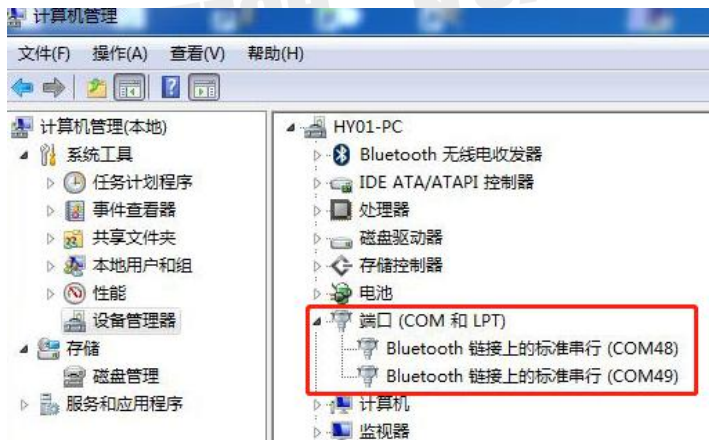 计算机管理
文件(F) 操作(A) 查看(V) 帮助(H)
计算机管理(本地)
系统工具
任务计划程序
事件查看器
共享文件夹
本地用户和组
性能
设备管理器
存储
磁盘管理
服务和应用程序
HY01-PC
Bluetooth 无线电收发器
IDE ATA/ATAPI 控制器
处理器
磁盘驱动器
存储控制器
电池
端口 (COM 和 LPT)
Bluetooth 链接上的标准串行 (COM48)
Bluetooth 链接上的标准串行 (COM49)
计算机
监视器